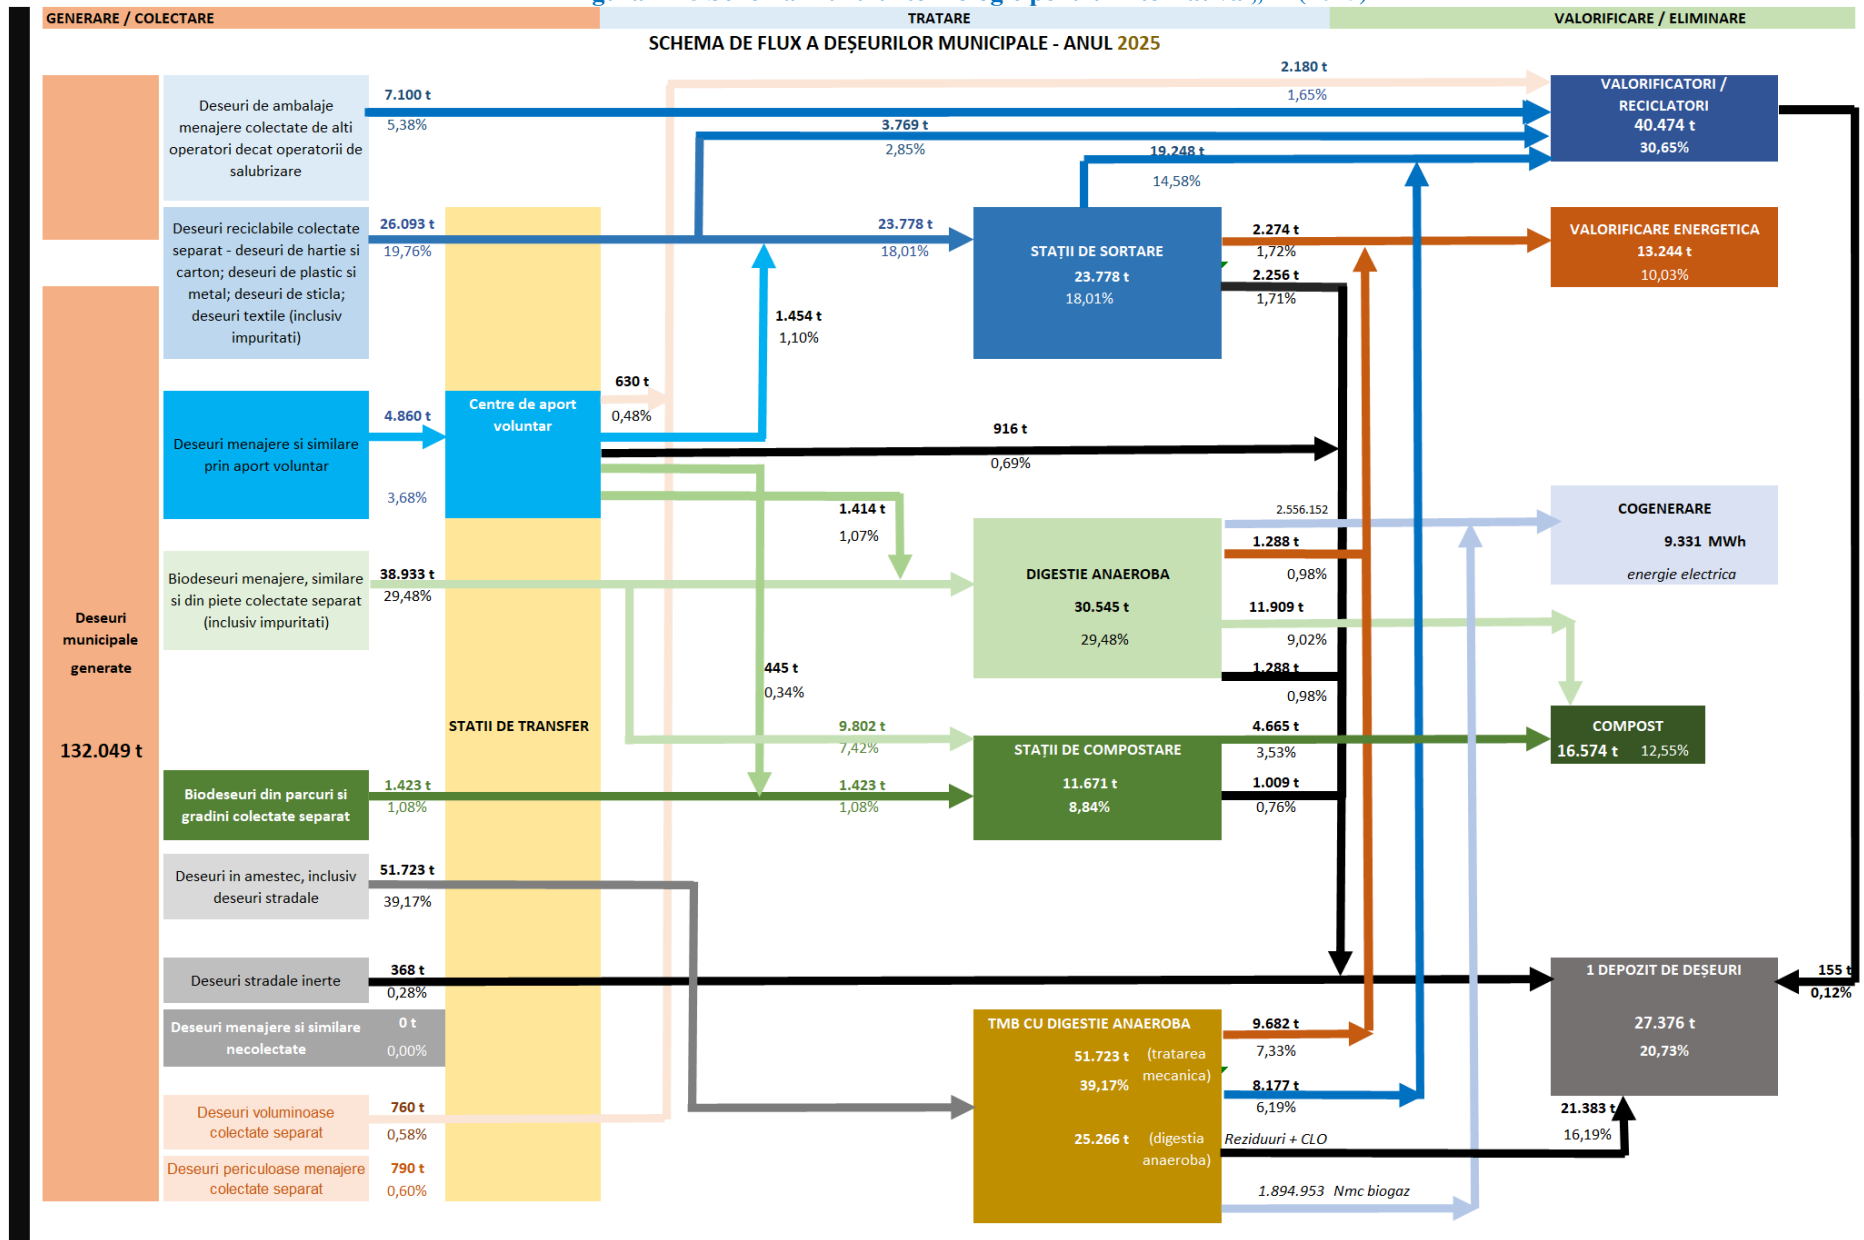 GENERARE / COLECTARE
TRATARE
VALORIFICARE / ELIMINARE
SCHEMA DE FLUX A DEȘEURILOR MUNICIPALE - ANUL 2025
Deseuri municipale generate
132.049 t
Deseuri de ambalaje
menajere colectate de alti
operatori decat operatorii de
salubrizare
7.100 t
5,38%
2.180 t
1,65%
3.769 t
2,85%
19.248 t
14,58%
VALORIFICATORI /
RECICLATORI
40.474 t
30,65%
Deseuri reciclabile colectate
separat - deseuri de hartie si
carton; deseuri de plastic si
metal; deseuri de sticla;
deseuri textile (inclusiv
impuritati)
26.093 t
19,76%
23.778 t
18,01%
STAȚII DE SORTARE
23.778 t
18,01%
2.274 t
1,72%
2.256 t
1,71%
VALORIFICARE ENERGETICA
13.244 t
10,03%
1.454 t
1,10%
Deseuri menajere si similare
prin aport voluntar
4.860 t
3,68%
Centre de aport
voluntar
630 t
0,48%
916 t
0,69%
1.414 t
1,07%
Biodeseuri menajere, similare
si din piete colectate separat
(inclusiv impuritati)
38.933 t
29,48%
DIGESTIE ANAEROBA
30.545 t
29,48%
2.556.152
1.288 t
0,98%
11.909 t
9,02%
1.288 t
0,98%
COGENERARE
9.331 MWh
energie electrica
445 t
0,34%
STATII DE TRANSFER
9.802 t
7,42%
STAȚII DE COMPOSTARE
11.671 t
8,84%
4.665 t
3,53%
1.009 t
0,76%
COMPOST
16.574 t 12,55%
Biodeseuri din parcuri si
gradini colectate separat
1.423 t
1,08%
1.423 t
1,08%
Deseuri in amestec, inclusiv
deseuri stradale
51.723 t
39,17%
Deseuri stradale inerte
368 t
0,28%
Deseuri menajere si similare
necolectate
0 t
0,00%
Deseuri voluminoase
colectate separat
760 t
0,58%
Deseuri periculoase menajere
colectate separat
790 t
0,60%
TMB CU DIGESTIE ANAEROBA
51.723 t (tratarea
mecanica)
39,17%
25.266 t (digestia
anaeroba)
9.682 t
7,33%
8.177 t
6,19%
Reziduuri + CLO
1.894.953 Nmc biogaz
1 DEPOZIT DE DEȘEURI
27.376 t
20,73%
155 t
0,12%
21.383 t
16,19%